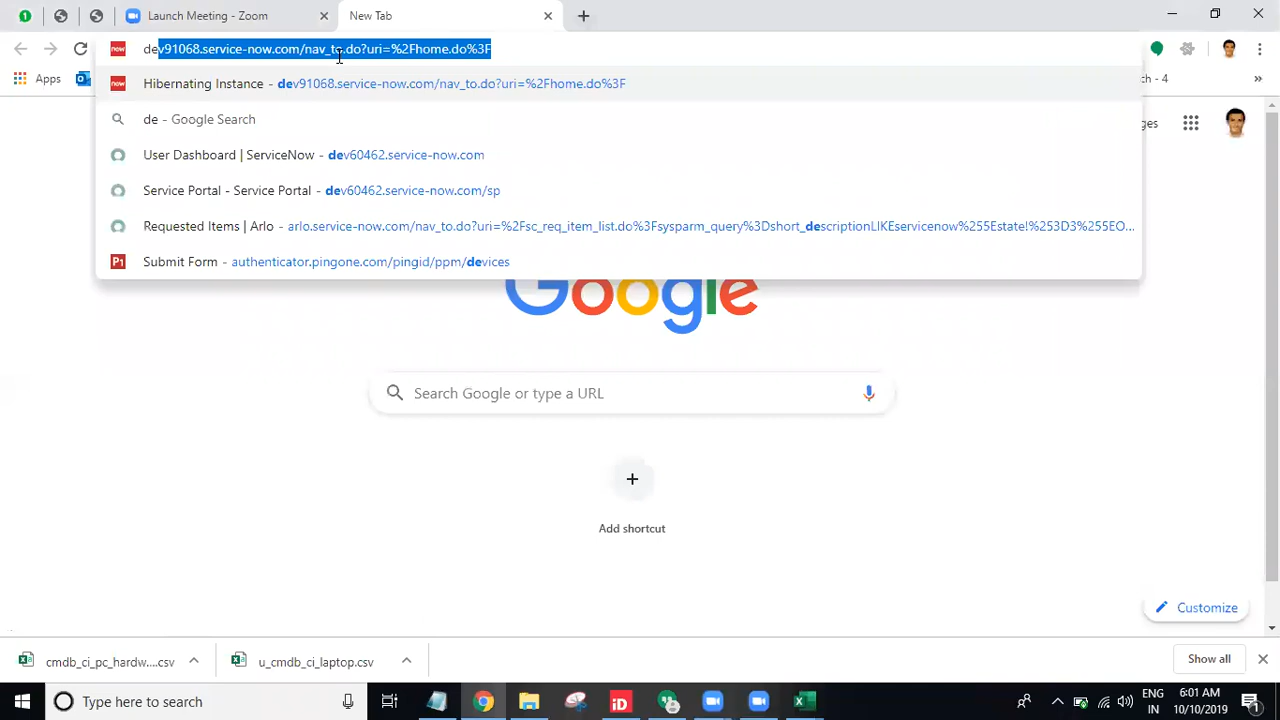 Launch Meeting - Zoom
New Tab
now
dev91068.service-now.com/nav_to.do?uri=%2Fhome.do%3F
Apps
ch - 4
now
Hibernating Instance - dev91068.service-now.com/nav_to.do?uri=%2Fhome.do%3F
ges
de - Google Search
User Dashboard | ServiceNow - dev60462.service-now.com
Service Portal - Service Portal - dev60462.service-now.com/sp
Requested Items | Arlo - arlo.service-now.com/nav_to.do?uri=%2Fsc_req_item_list.do%3Fsysparm_query%3Dshort_descriptionLIKEservicenow%255Estate!%253D3%255EO...
Submit Form - authenticator.pingone.com/pingid/ppm/devices
Google
Search Google or type a URL
Add shortcut
Customize
cmdb_ci_pc_hardw....csv
u_cmdb_ci_laptop.csv
Show all
Type here to search
iD
ENG
IN
6:01 AM
10/10/2019